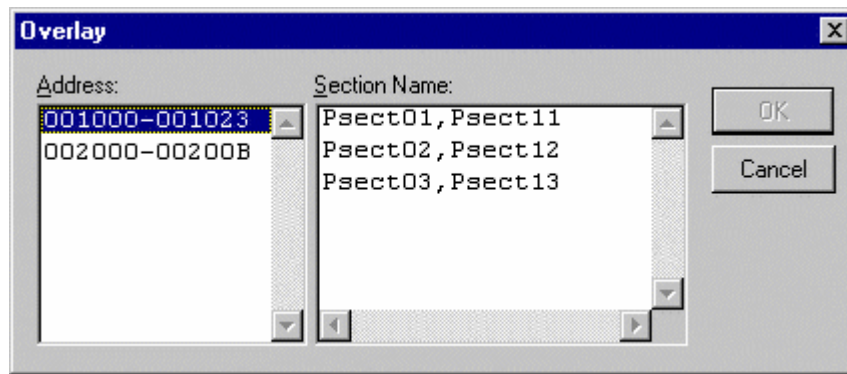 Overlay
Address:
Section Name:
001000-001023
002000-00200B
Psect01,Psect11
Psect02,Psect12
Psect03,Psect13
OK
Cancel